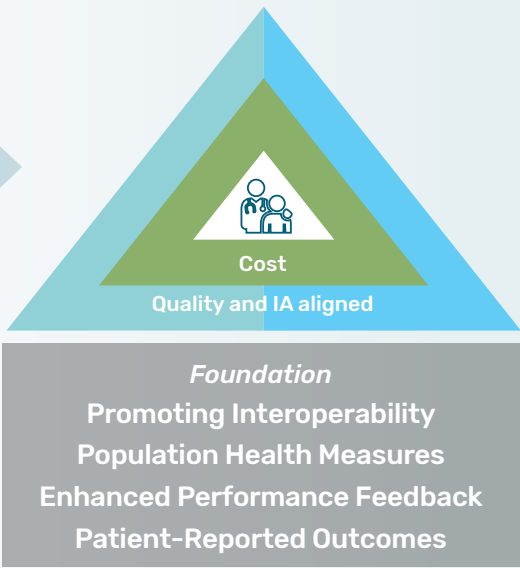 Cost
Quality and IA aligned
Foundation
Promoting Interoperability
Population Health Measures
Enhanced Performance Feedback
Patient-Reported Outcomes